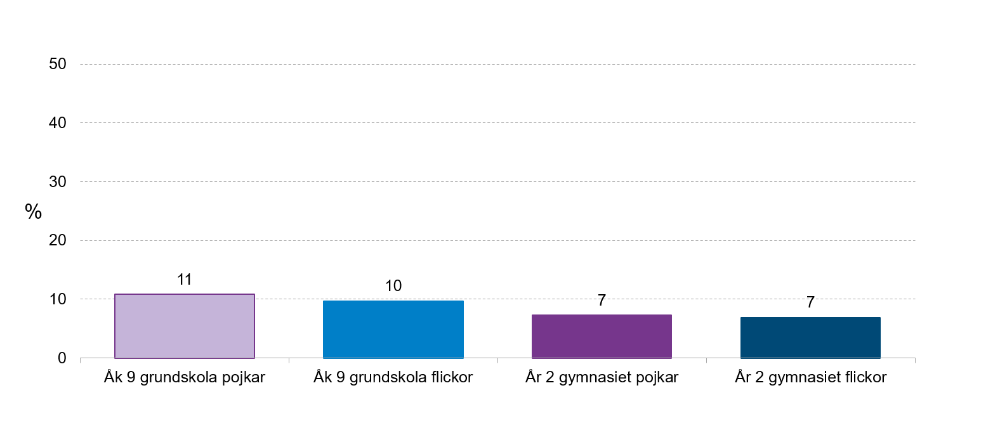 50
40
30
%
20
11
10
10
7
7
0
Åk 9 grundskola pojkar
Åk 9 grundskola flickor
År 2 gymnasiet pojkar
År 2 gymnasiet flickor